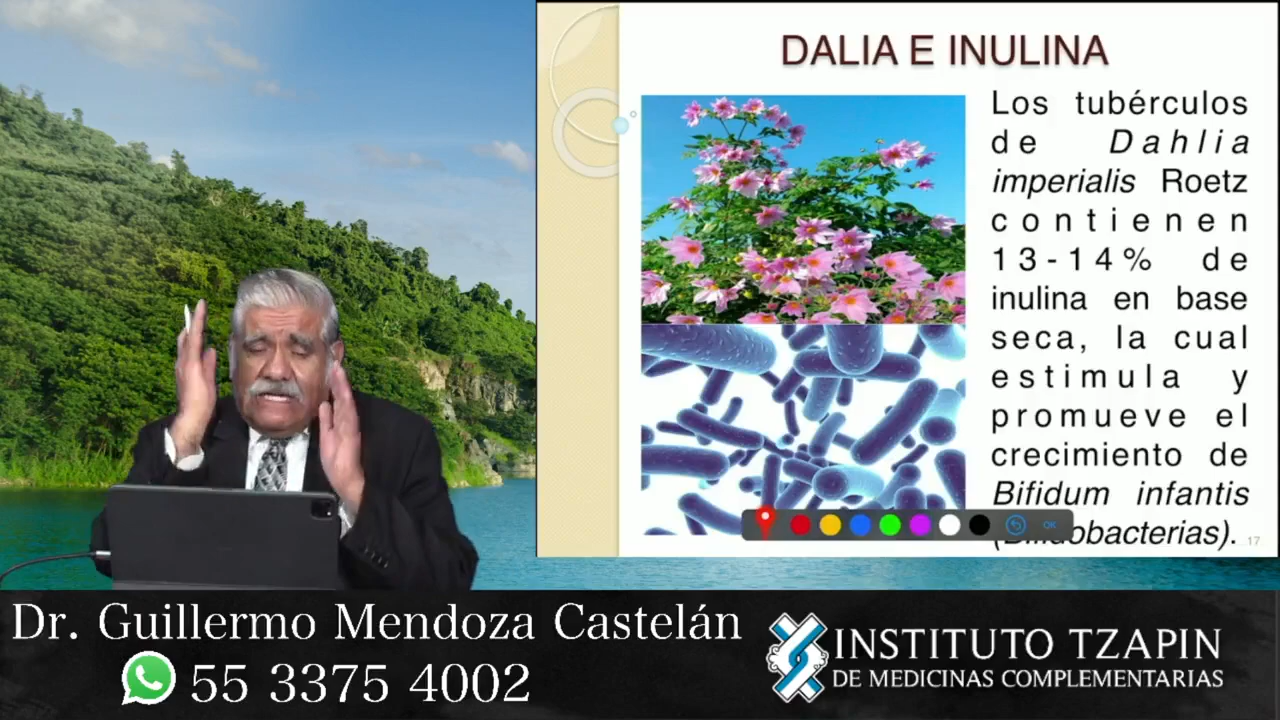 DALIA E INULINA
Los tubérculos
de Dahlia
imperialis Roetz
contienen
13-14% de
inulina en base
seca, la cual
estimula y
promueve el
crecimiento de
Bifidum infantis
(Bifidobacterias).
17
OK
Dr. Guillermo Mendoza Castelán
55 3375 4002
INSTITUTO TZAPIN
DE MEDICINAS COMPLEMENTARIAS